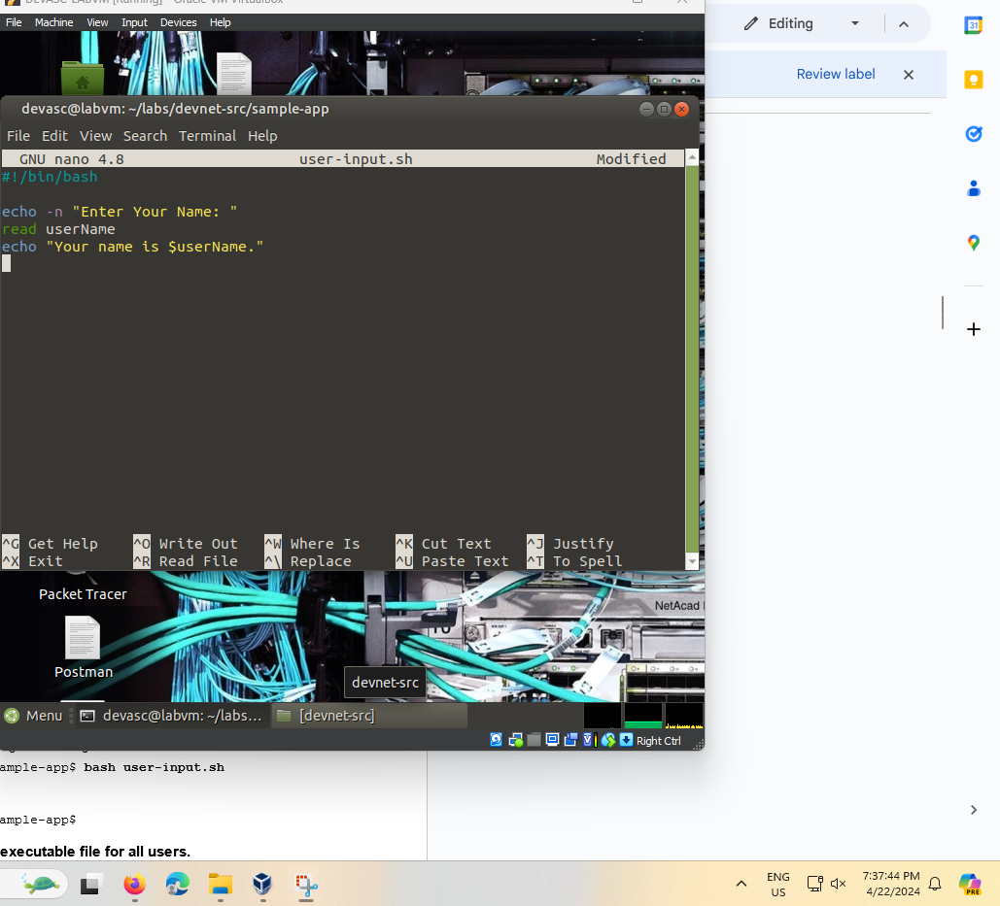 DEVASC-LABVM [Running] - Oracle VM VirtualBox
File Machine View Input Devices Help
Editing
31
Review label
devasc@labvm: ~/labs/devnet-src/sample-app
File Edit View Search Terminal Help
GNU nano 4.8 user-input.sh Modified
#!/bin/bash
echo -n "Enter Your Name: "
read userName
echo "Your name is $userName."
^G Get Help ^O Write Out ^W Where Is ^K Cut Text ^J Justify
^X Exit ^R Read File ^\ Replace ^U Paste Text ^T To Spell
Packet Tracer
NetAcad
Postman
devnet-src
Menu devasc@labvm: ~/labs... [devnet-src]
Right Ctrl
ample-app$ bash user-input.sh
ample-app$
executable file for all users.
ENG
US
7:37:44 PM
4/22/2024
PRE